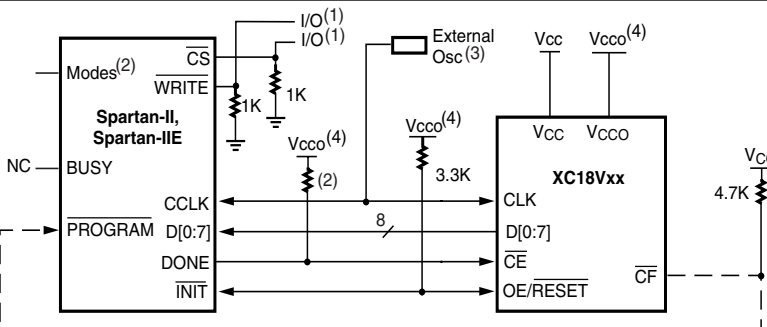 I/O(1)
I/O(1)
External
Osc(3)
Vcc
Vcco(4)
CS
Modes(2)
WRITE
1K
1K
Spartan-II,
Spartan-IIE
Vcco(4)
Vcco(4)
VCC
VCCO
XC18Vxx
NC
BUSY
(2)
3.3K
4.7K
CCLK
CLK
PROGRAM
D[0:7]
8
D[0:7]
DONE
CE
CF
INIT
OE/RESET